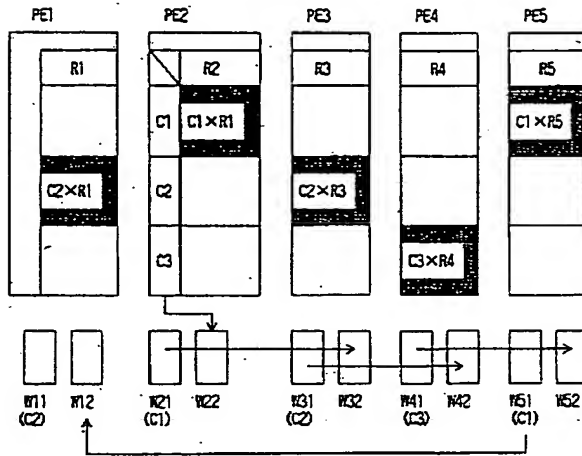 PE1 PE2 PE3 PE4 PE5
R1 R2 R3 R4 R5
C1 C1×R1 C1×R5
C2×R1 C2 C2×R3
C3 C3×R4
W11 W12 W21 W22 W31 W32 W41 W42 W51 W52
(C2) (C1) (C2) (C3) (C1)